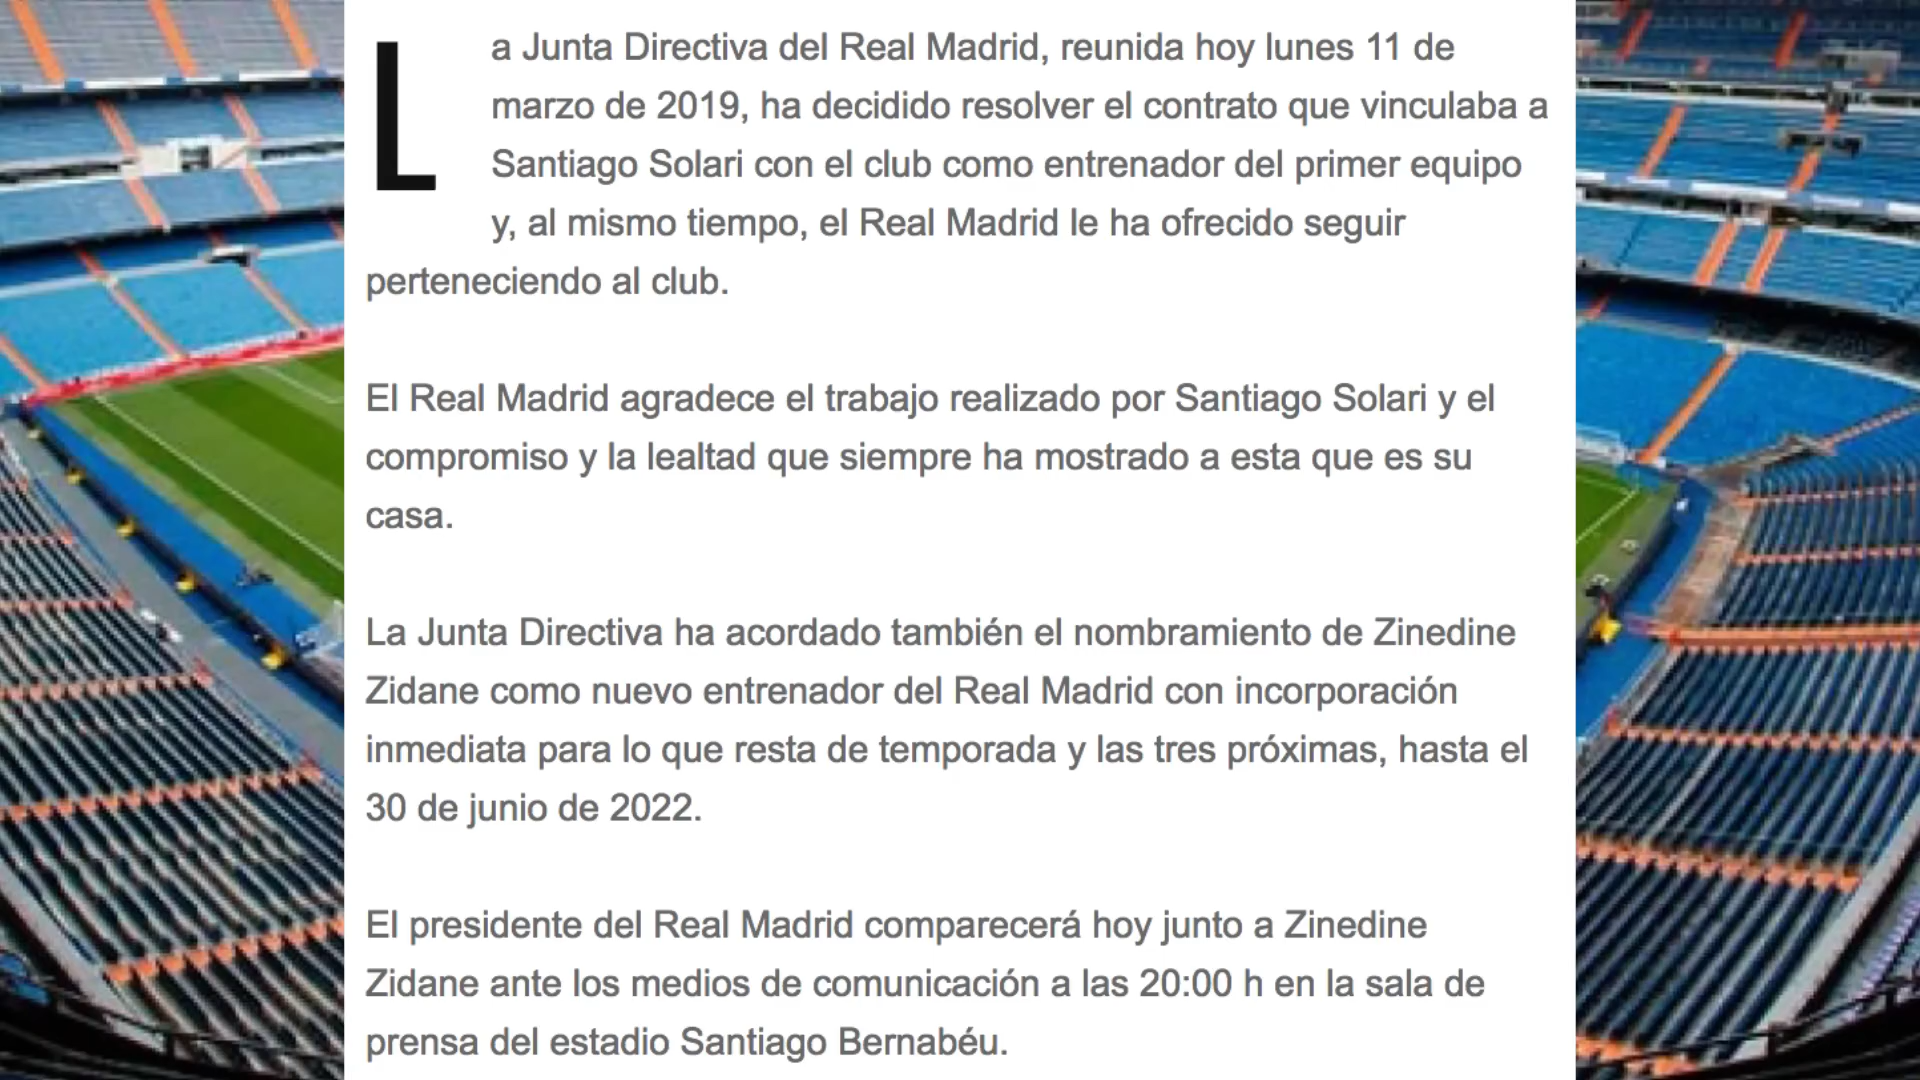 La Junta Directiva del Real Madrid, reunida hoy lunes 11 de
marzo de 2019, ha decidido resolver el contrato que vinculaba a
Santiago Solari con el club como entrenador del primer equipo
y, al mismo tiempo, el Real Madrid le ha ofrecido seguir
perteneciendo al club.
El Real Madrid agradece el trabajo realizado por Santiago Solari y el
compromiso y la lealtad que siempre ha mostrado a esta que es su
casa.
La Junta Directiva ha acordado también el nombramiento de Zinedine
Zidane como nuevo entrenador del Real Madrid con incorporación
inmediata para lo que resta de temporada y las tres próximas, hasta el
30 de junio de 2022.
El presidente del Real Madrid comparecerá hoy junto a Zinedine
Zidane ante los medios de comunicación a las 20:00 h en la sala de
prensa del estadio Santiago Bernabéu.